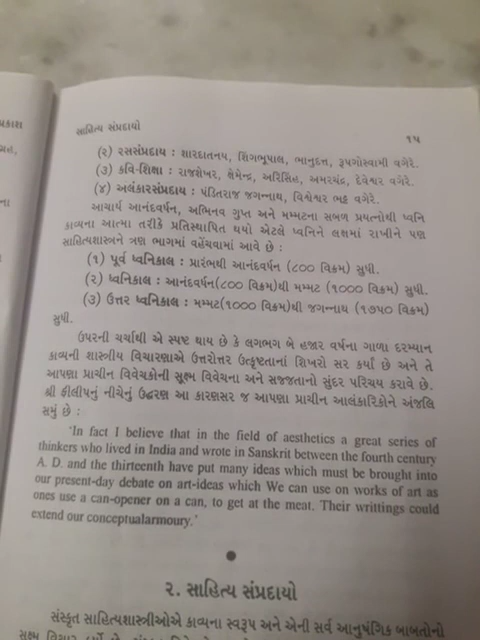 પ્રકાશ
સાહિત્ય સંપ્રદાયો
૧૫
(૨) રસસંપ્રદાય : શારદાતનય, શિંગભૂપાલ, ભાનુદત્ત, રૂપગોસ્વામી વગેરે.
(૩) કવિ-શિક્ષા : રાજશેખર, ક્ષેમેન્દ્ર, અરિસિંહ, અમરચંદ્ર, દેવેશ્વર વગેરે.
(૪) અલંકારસંપ્રદાય : પંડિતરાજ જગન્નાથ, વિશ્વેશ્વર ભટ્ટ વગેરે.
આચાર્ય આનંદવર્ધન, અભિનવ ગુપ્ત અને મમ્મટના સબળ પ્રયત્નોથી ધ્વનિ
કાવ્યના આત્મા તરીકે પ્રતિસ્થાપિત થયો એટલે ધ્વનિને લક્ષમાં રાખીને પણ
સાહિત્યશાસ્ત્રને ત્રણ ભાગમાં વહેંચવામાં આવે છે :
(૧) પૂર્વ ધ્વનિકાલ : પ્રારંભથી આનંદવર્ધન (૮૦૦ વિક્રમ) સુધી.
(૨) ધ્વનિકાલ : આનંદવર્ધન(૮૦૦ વિક્રમ)થી મમ્મટ (૧૦૦૦ વિક્રમ) સુધી.
(૩) ઉત્તર ધ્વનિકાલ : મમ્મટ(૧૦૦૦ વિક્રમ)થી જગન્નાથ (૧૭૫૦ વિક્રમ)
સુધી.
ઉપરની ચર્ચાથી એ સ્પષ્ટ થાય છે કે લગભગ બે હજાર વર્ષના ગાળા દરમ્યાન
કાવ્યની શાસ્ત્રીય વિચારણાએ ઉત્તરોત્તર ઉત્કૃષ્ટતાનાં શિખરો સર કર્યાં છે અને તે
આપણા પ્રાચીન વિવેચકોની સૂક્ષ્મ વિવેચના અને સજ્જતાનો સુંદર પરિચય કરાવે છે.
શ્રી ફીલીપનું નીચેનું ઉદ્ધરણ આ કારણસર જ આપણા પ્રાચીન આલંકારિકોને અંજલિ
સમું છે :
'In fact I believe that in the field of aesthetics a great series of
thinkers who lived in India and wrote in Sanskrit between the fourth century
A. D. and the thirteenth have put many ideas which must be brought into
our present-day debate on art-ideas which We can use on works of art as
ones use a can-opener on a can, to get at the meat. Their writtings could
extend our conceptualarmoury.'
૨. સાહિત્ય સંપ્રદાયો
સંસ્કૃત સાહિત્યશાસ્ત્રીઓએ કાવ્યના સ્વરૂપ અને એની સર્વ આનુષંગિક બાબતોનો
સૂક્ષ્મ વિચાર કર્યો છે.